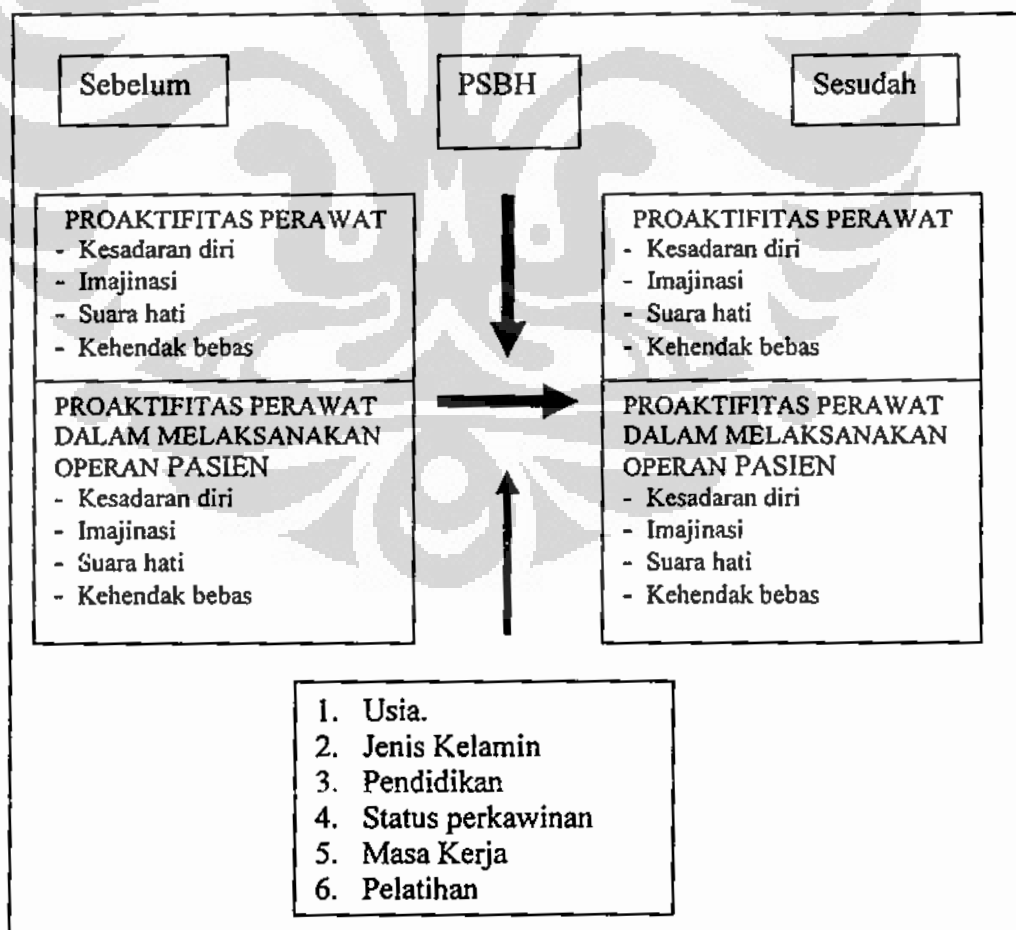 Sebelum
PSBH
Sesudah
PROAKTIFITAS PERAWAT
- Kesadaran diri
- Imajinasi
- Suara hati
- Kehendak bebas
PROAKTIFITAS PERAWAT
DALAM MELAKSANAKAN
OPERAN PASIEN
- Kesadaran diri
- Imajinasi
- Suara hati
- Kehendak bebas
PROAKTIFITAS PERAWAT
- Kesadaran diri
- Imajinasi
- Suara hati
- Kehendak bebas
PROAKTIFITAS PERAWAT
DALAM MELAKSANAKAN
OPERAN PASIEN
- Kesadaran diri
- Imajinasi
- Suara hati
- Kehendak bebas
1. Usia.
2. Jenis Kelamin
3. Pendidikan
4. Status perkawinan
5. Masa Kerja
6. Pelatihan